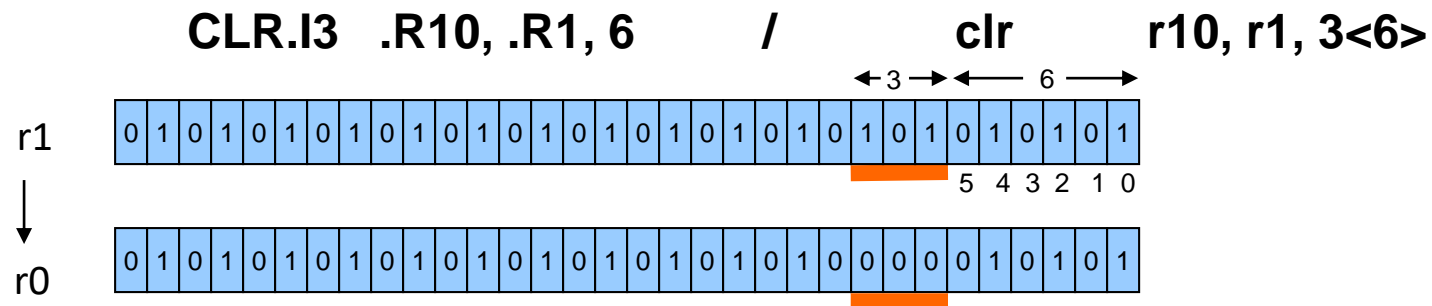 CLR.I3 .R10, .R1, 6 / clr r10, r1, 3<6>
3 6
r1 0 1 0 1 0 1 0 1 0 1 0 1 0 1 0 1 0 1 0 1 0 1 0 1 0 1 0 1 0 1 0 1
5 4 3 2 1 0
r0 0 1 0 1 0 1 0 1 0 1 0 1 0 1 0 1 0 1 0 1 0 1 0 0 0 0 0 1 0 1 0 1